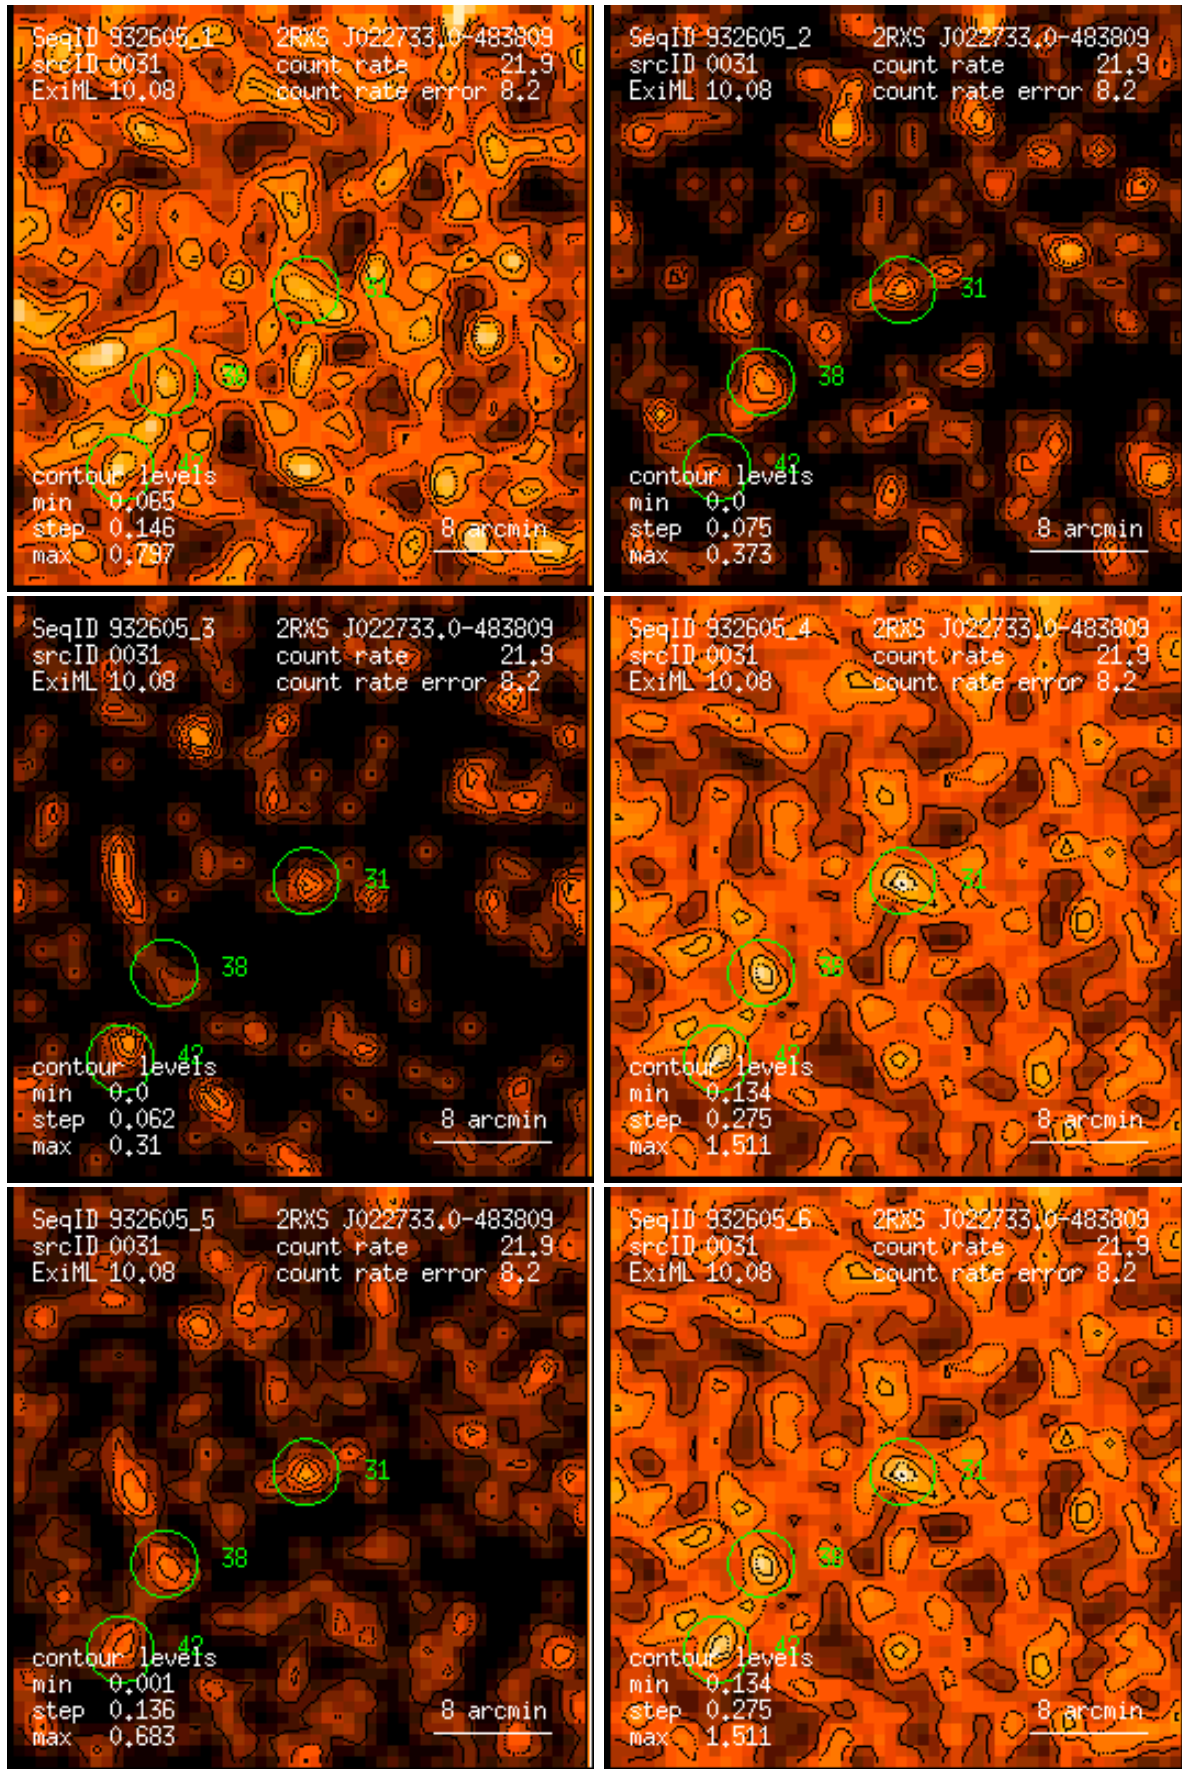 SeqID 932605_1 2RXS J022733.0-483809
srcID 0031 count rate 21.9
ExiML 10.08 count rate error 8.2
31
38
42
contour levels
min 0.065
step 0.146 8 arcmin
max 0.797
SeqID 932605_2 2RXS J022733.0-483809
srcID 0031 count rate 21.9
ExiML 10.08 count rate error 8.2
31
38
42
contour levels
min 0.0
step 0.075 8 arcmin
max 0.373
SeqID 932605_3 2RXS J022733.0-483809
srcID 0031 count rate 21.9
ExiML 10.08 count rate error 8.2
31
38
42
contour levels
min 0.0
step 0.062 8 arcmin
max 0.31
SeqID 932605_4 2RXS J022733.0-483809
srcID 0031 count rate 21.9
ExiML 10.08 count rate error 8.2
31
38
42
contour levels
min 0.134
step 0.275 8 arcmin
max 1.511
SeqID 932605_5 2RXS J022733.0-483809
srcID 0031 count rate 21.9
ExiML 10.08 count rate error 8.2
31
38
42
contour levels
min 0.001
step 0.136 8 arcmin
max 0.683
SeqID 932605_6 2RXS J022733.0-483809
srcID 0031 count rate 21.9
ExiML 10.08 count rate error 8.2
31
38
42
contour levels
min 0.134
step 0.275 8 arcmin
max 1.511